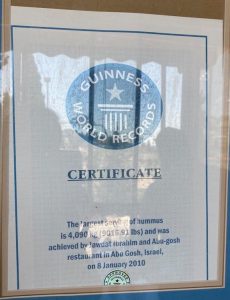 GUINNESS
WORLD RECORDS
CERTIFICATE
The largest serving of hummus
is 4,090 kg (9016.91 lbs) and was
achieved by Jawdat Ibrahim and Abu-gosh
restaurant in Abu Gosh, Israel,
on 8 January 2010